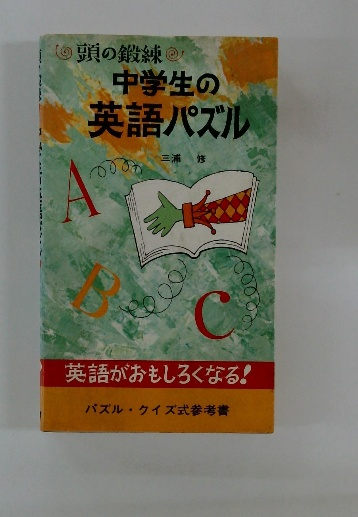 頭の鍛練
中学生の
英語パズル
三浦 修
A
B
C
英語がおもしろくなる!
パズル・クイズ式参考書